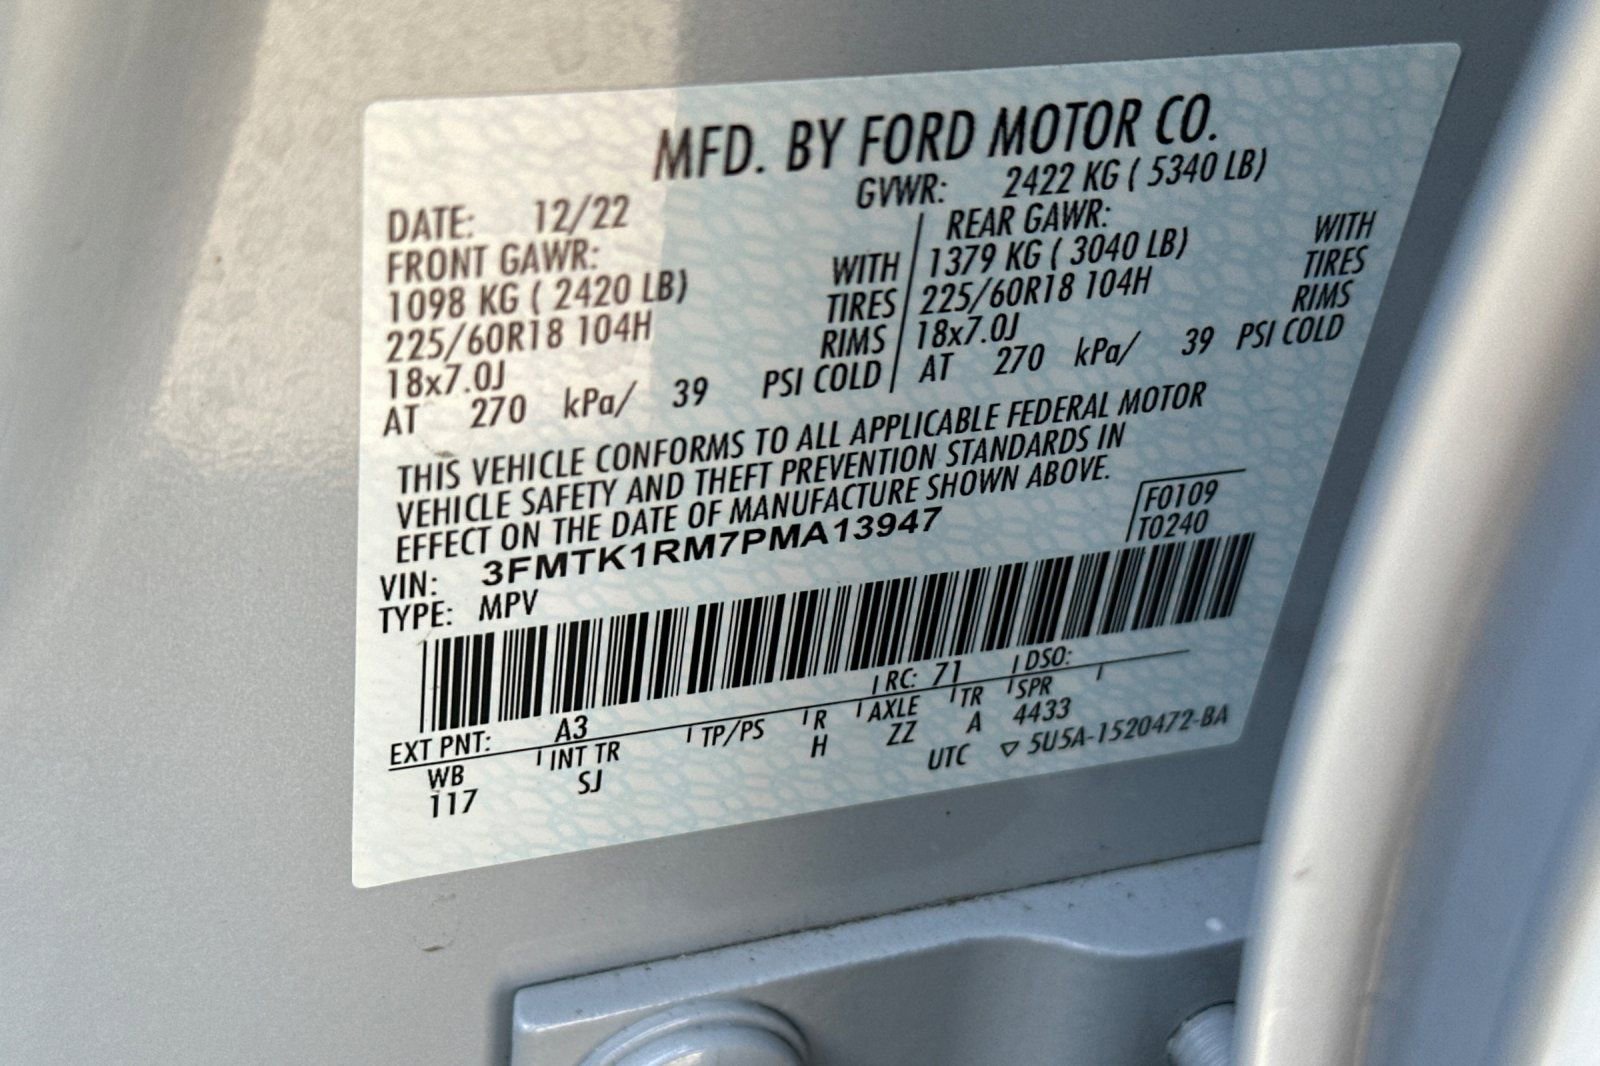 MFD. BY FORD MOTOR CO.
DATE: 12/22 GVWR: 2422 KG ( 5340 LB)
FRONT GAWR: REAR GAWR:
1098 KG ( 2420 LB) WITH 1379 KG ( 3040 LB) WITH
225/60R18 104H TIRES 225/60R18 104H TIRES
18x7.0J RIMS 18x7.0J RIMS
AT 270 kPa/ 39 PSI COLD AT 270 kPa/ 39 PSI COLD
THIS VEHICLE CONFORMS TO ALL APPLICABLE FEDERAL MOTOR
VEHICLE SAFETY AND THEFT PREVENTION STANDARDS IN
EFFECT ON THE DATE OF MANUFACTURE SHOWN ABOVE.
F0109
VIN: 3FMTK1RM7PMA13947 T0240
TYPE: MPV
EXT PNT: A3 RC: 71 DSO:
WB INT TR TP/PS R AXLE TR SPR
117 SJ H ZZ A 4433
UTC ▽ 5U5A-1520472-BA